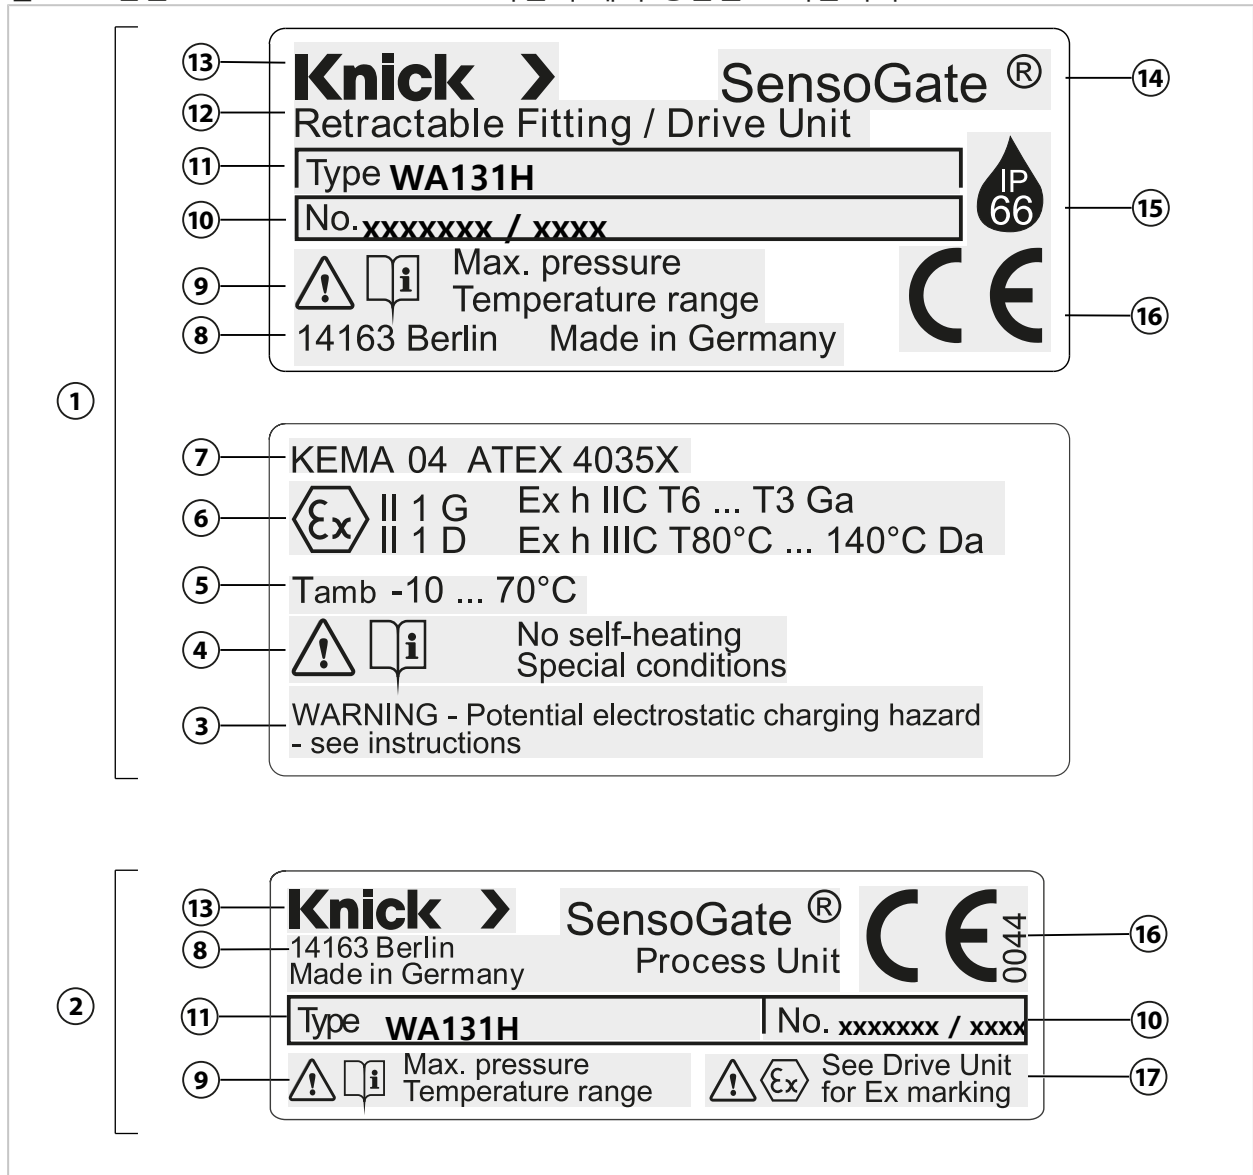 13
Knick
SensoGate ®
14
12
Retractable Fitting / Drive Unit
11
Type WA131H
IP
66
15
10
No. xxxxxxx / xxxx
9
Max. pressure
Temperature range
CE
16
8
14163 Berlin Made in Germany
1
7
KEMA 04 ATEX 4035X
6
Ex II 1 G Ex h IIC T6 ... T3 Ga
II 1 D Ex h IIIC T80°C ... 140°C Da
5
Tamb -10 ... 70°C
4
No self-heating
Special conditions
3
WARNING - Potential electrostatic charging hazard
- see instructions
2
13
Knick
SensoGate ®
Process Unit
CE 0044
16
8
14163 Berlin
Made in Germany
11
Type WA131H
No. xxxxxxx / xxxx
10
9
Max. pressure
Temperature range
Ex
See Drive Unit
for Ex marking
17